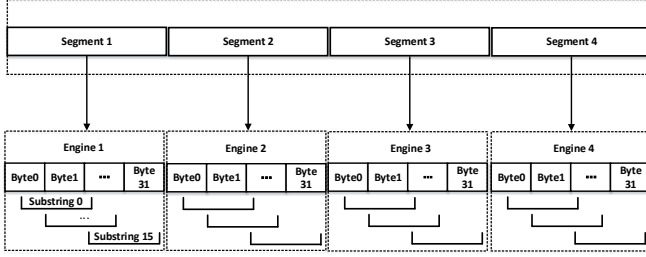 Segment 1 Segment 2 Segment 3 Segment 4
Engine 1 Engine 2 Engine 3 Engine 4
Byte0 Byte1 ... Byte 31 Byte0 Byte1 ... Byte 31 Byte0 Byte1 ... Byte 31 Byte0 Byte1 ... Byte 31
Substring 0
...
Substring 15